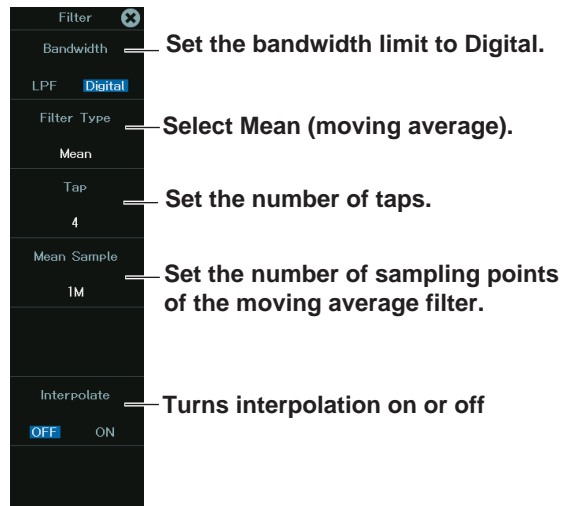 Filter
Bandwidth
Set the bandwidth limit to Digital.
LPF Digital
Filter Type
Select Mean (moving average).
Mean
Tap
Set the number of taps.
4
Mean Sample
Set the number of sampling points
of the moving average filter.
1M
Interpolate
Turns interpolation on or off
OFF ON